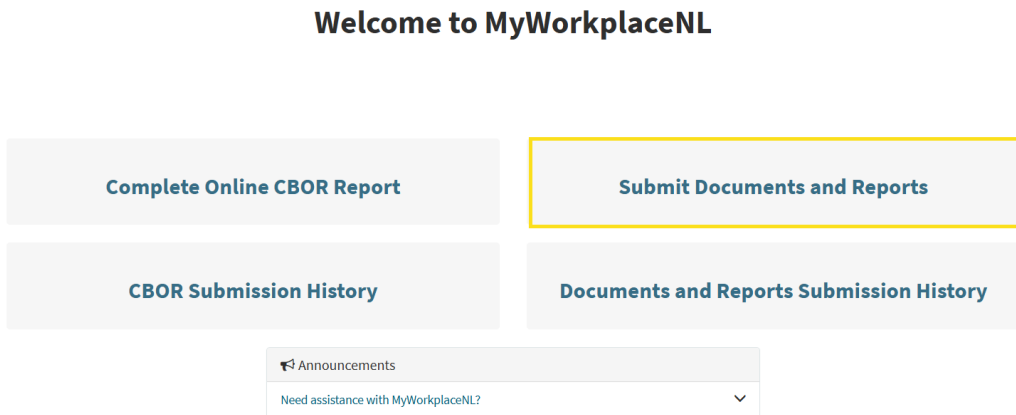 Welcome to MyWorkplaceNL
Complete Online CBOR Report
Submit Documents and Reports
CBOR Submission History
Documents and Reports Submission History
Announcements
Need assistance with MyWorkplaceNL?